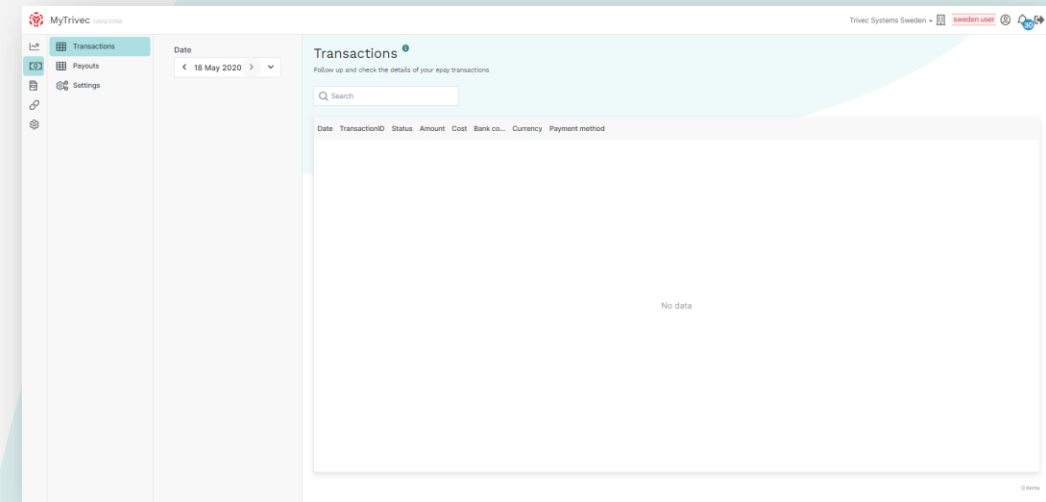 MyTrivec
Trivec Systems Sweden
sweden user
30
Transactions
Payouts
Settings
Date
18 May 2020
Transactions
Follow up and check the details of your epay transactions
Search
Date TransactionID Status Amount Cost Bank co... Currency Payment method
No data
0 items